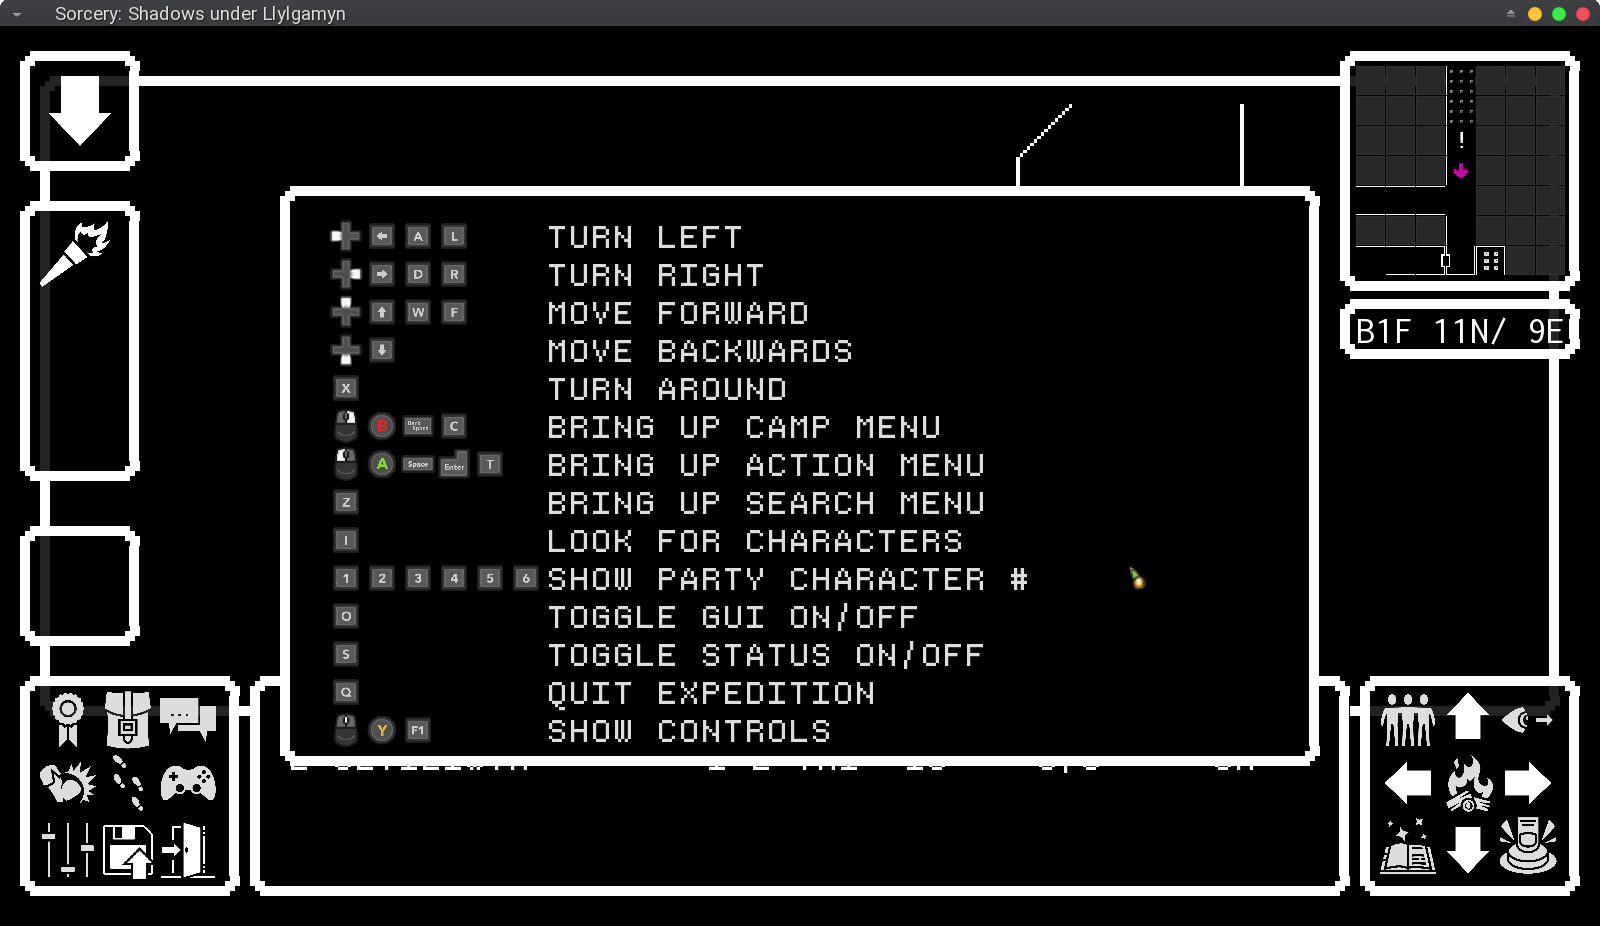 Sorcery: Shadows under Llylgamyn
!
B1F 11N/ 9E
A L TURN LEFT
D R TURN RIGHT
W F MOVE FORWARD
MOVE BACKWARDS
X TURN AROUND
B Back Space C BRING UP CAMP MENU
A Space Enter T BRING UP ACTION MENU
Z BRING UP SEARCH MENU
I LOOK FOR CHARACTERS
1 2 3 4 5 6 SHOW PARTY CHARACTER #
O TOGGLE GUI ON/OFF
S TOGGLE STATUS ON/OFF
Q QUIT EXPEDITION
Y F1 SHOW CONTROLS